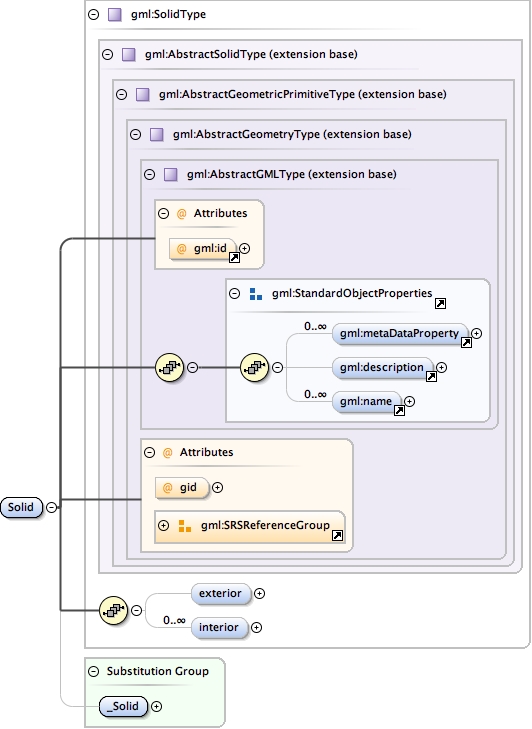 gml:SolidType
gml:AbstractSolidType (extension base)
gml:AbstractGeometricPrimitiveType (extension base)
gml:AbstractGeometryType (extension base)
gml:AbstractGMLType (extension base)
@ Attributes
@ gml:id
gml:StandardObjectProperties
0..∞
gml:metaDataProperty
gml:description
0..∞
gml:name
@ Attributes
@ gid
gml:SRSReferenceGroup
Solid
exterior
0..∞
interior
Substitution Group
_Solid